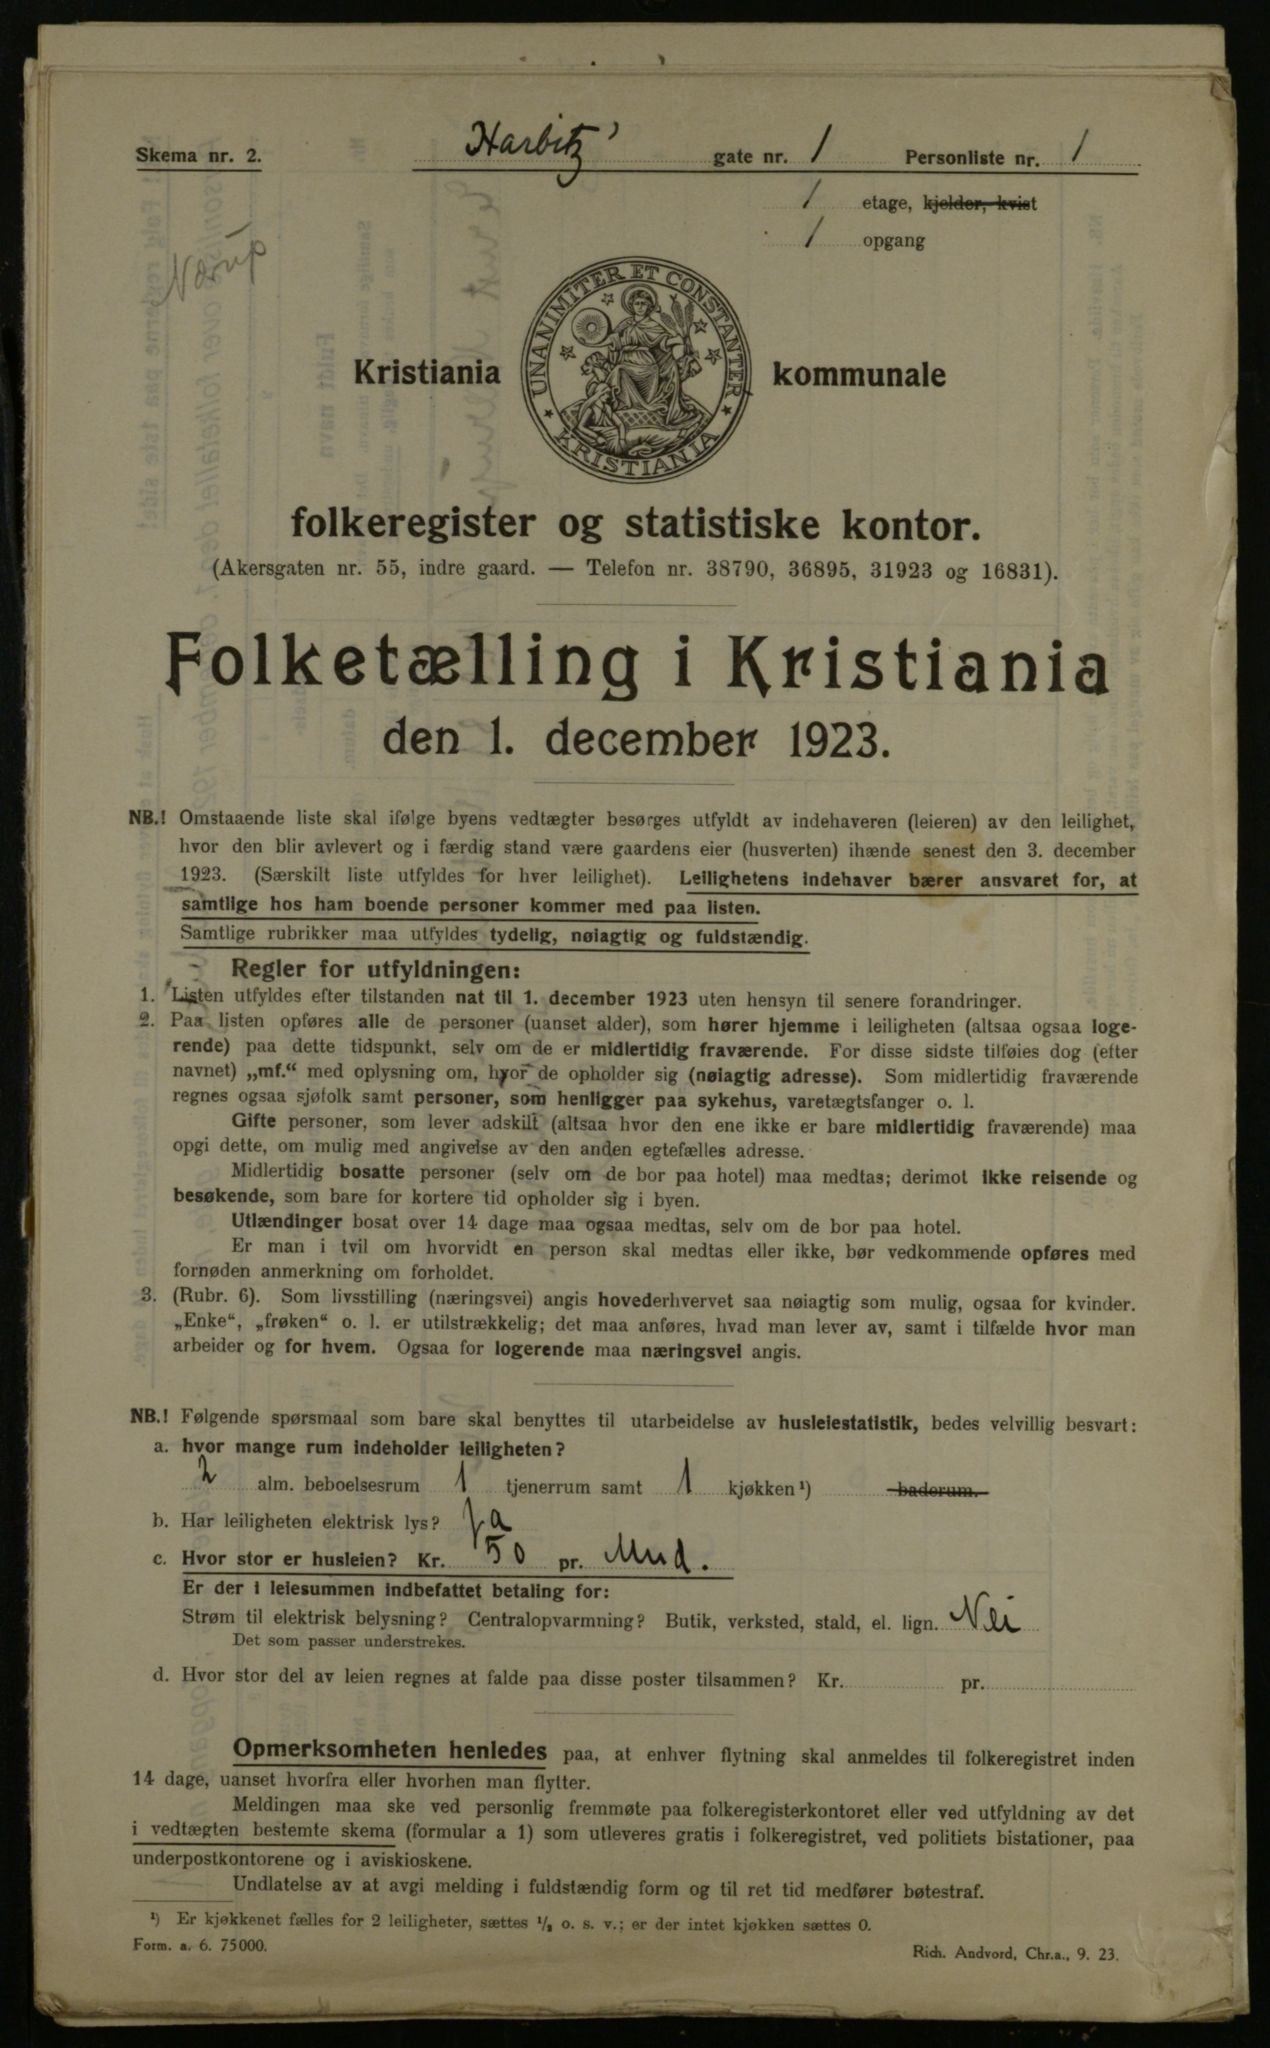 Skema nr. 2.
Harbitz' gate nr. 1 Personliste nr. 1
1 etage, kjelder, kvist
1 opgang
Nærup
UNANIMITER ET CONSTANTER
KRISTIANIA
Kristiania kommunale
folkeregister og statistiske kontor.
(Akersgaten nr. 55, indre gaard. — Telefon nr. 38790, 36895, 31923 og 16831).
Folketælling i Kristiania
den 1. december 1923.
NB.! Omstaaende liste skal ifølge byens vedtægter besørges utfyldt av indehaveren (leieren) av den leilighet,
hvor den blir avlevert og i færdig stand være gaardens eier (husverten) ihænde senest den 3. december
1923. (Særskilt liste utfyldes for hver leilighet). Leilighetens indehaver bærer ansvaret for, at
samtlige hos ham boende personer kommer med paa listen.
Samtlige rubrikker maa utfyldes tydelig, nøiagtig og fuldstændig.
Regler for utfyldningen:
1. Listen utfyldes efter tilstanden nat til 1. december 1923 uten hensyn til senere forandringer.
2. Paa listen opføres alle de personer (uanset alder), som hører hjemme i leiligheten (altsaa ogsaa loge-
rende) paa dette tidspunkt, selv om de er midlertidig fraværende. For disse sidste tilføies dog (efter
navnet) „mf.“ med oplysning om, hvor de opholder sig (nøiagtig adresse). Som midlertidig fraværende
regnes ogsaa sjøfolk samt personer, som henligger paa sykehus, varetægtsfanger o. l.
Gifte personer, som lever adskilt (altsaa hvor den ene ikke er bare midlertidig fraværende) maa
opgi dette, om mulig med angivelse av den anden egtefælles adresse.
Midlertidig bosatte personer (selv om de bor paa hotel) maa medtas; derimot ikke reisende og
besøkende, som bare for kortere tid opholder sig i byen.
Utlændinger bosat over 14 dage maa ogsaa medtas, selv om de bor paa hotel.
Er man i tvil om hvorvidt en person skal medtas eller ikke, bør vedkommende opføres med
fornøden anmerkning om forholdet.
3. (Rubr. 6). Som livsstilling (næringsvei) angis hovederhvervet saa nøiagtig som mulig, ogsaa for kvinder.
„Enke“, „frøken“ o. l. er utilstrækkelig; det maa anføres, hvad man lever av, samt i tilfælde hvor man
arbeider og for hvem. Ogsaa for logerende maa næringsvei angis.
NB.! Følgende spørsmaal som bare skal benyttes til utarbeidelse av husleiestatistik, bedes velvillig besvart:
a. hvor mange rum indeholder leiligheten?
2 alm. beboelsesrum 1 tjenerrum samt 1 kjøkken ¹) baderum.
b. Har leiligheten elektrisk lys? Ja
c. Hvor stor er husleien? Kr. 50 pr. Mnd.
Er der i leiesummen indbefattet betaling for:
Strøm til elektrisk belysning? Centralopvarmning? Butik, verksted, stald, el. lign. Nei
Det som passer understrekes.
d. Hvor stor del av leien regnes at falde paa disse poster tilsammen? Kr. pr.
Opmerksomheten henledes paa, at enhver flytning skal anmeldes til folkeregistret inden
14 dage, uanset hvorfra eller hvorhen man flytter.
Meldingen maa ske ved personlig fremmøte paa folkeregisterkontoret eller ved utfyldning av det
i vedtægten bestemte skema (formular a 1) som utleveres gratis i folkeregistret, ved politiets bistationer, paa
underpostkontorene og i aviskioskene.
Undlatelse av at avgi melding i fuldstændig form og til ret tid medfører bøtestraf.
¹) Er kjøkkenet fælles for 2 leiligheter, sættes ½ o. s. v.; er der intet kjøkken sættes 0.
Form. a. 6. 75000.
Rich. Andvord, Chr.a., 9. 23.